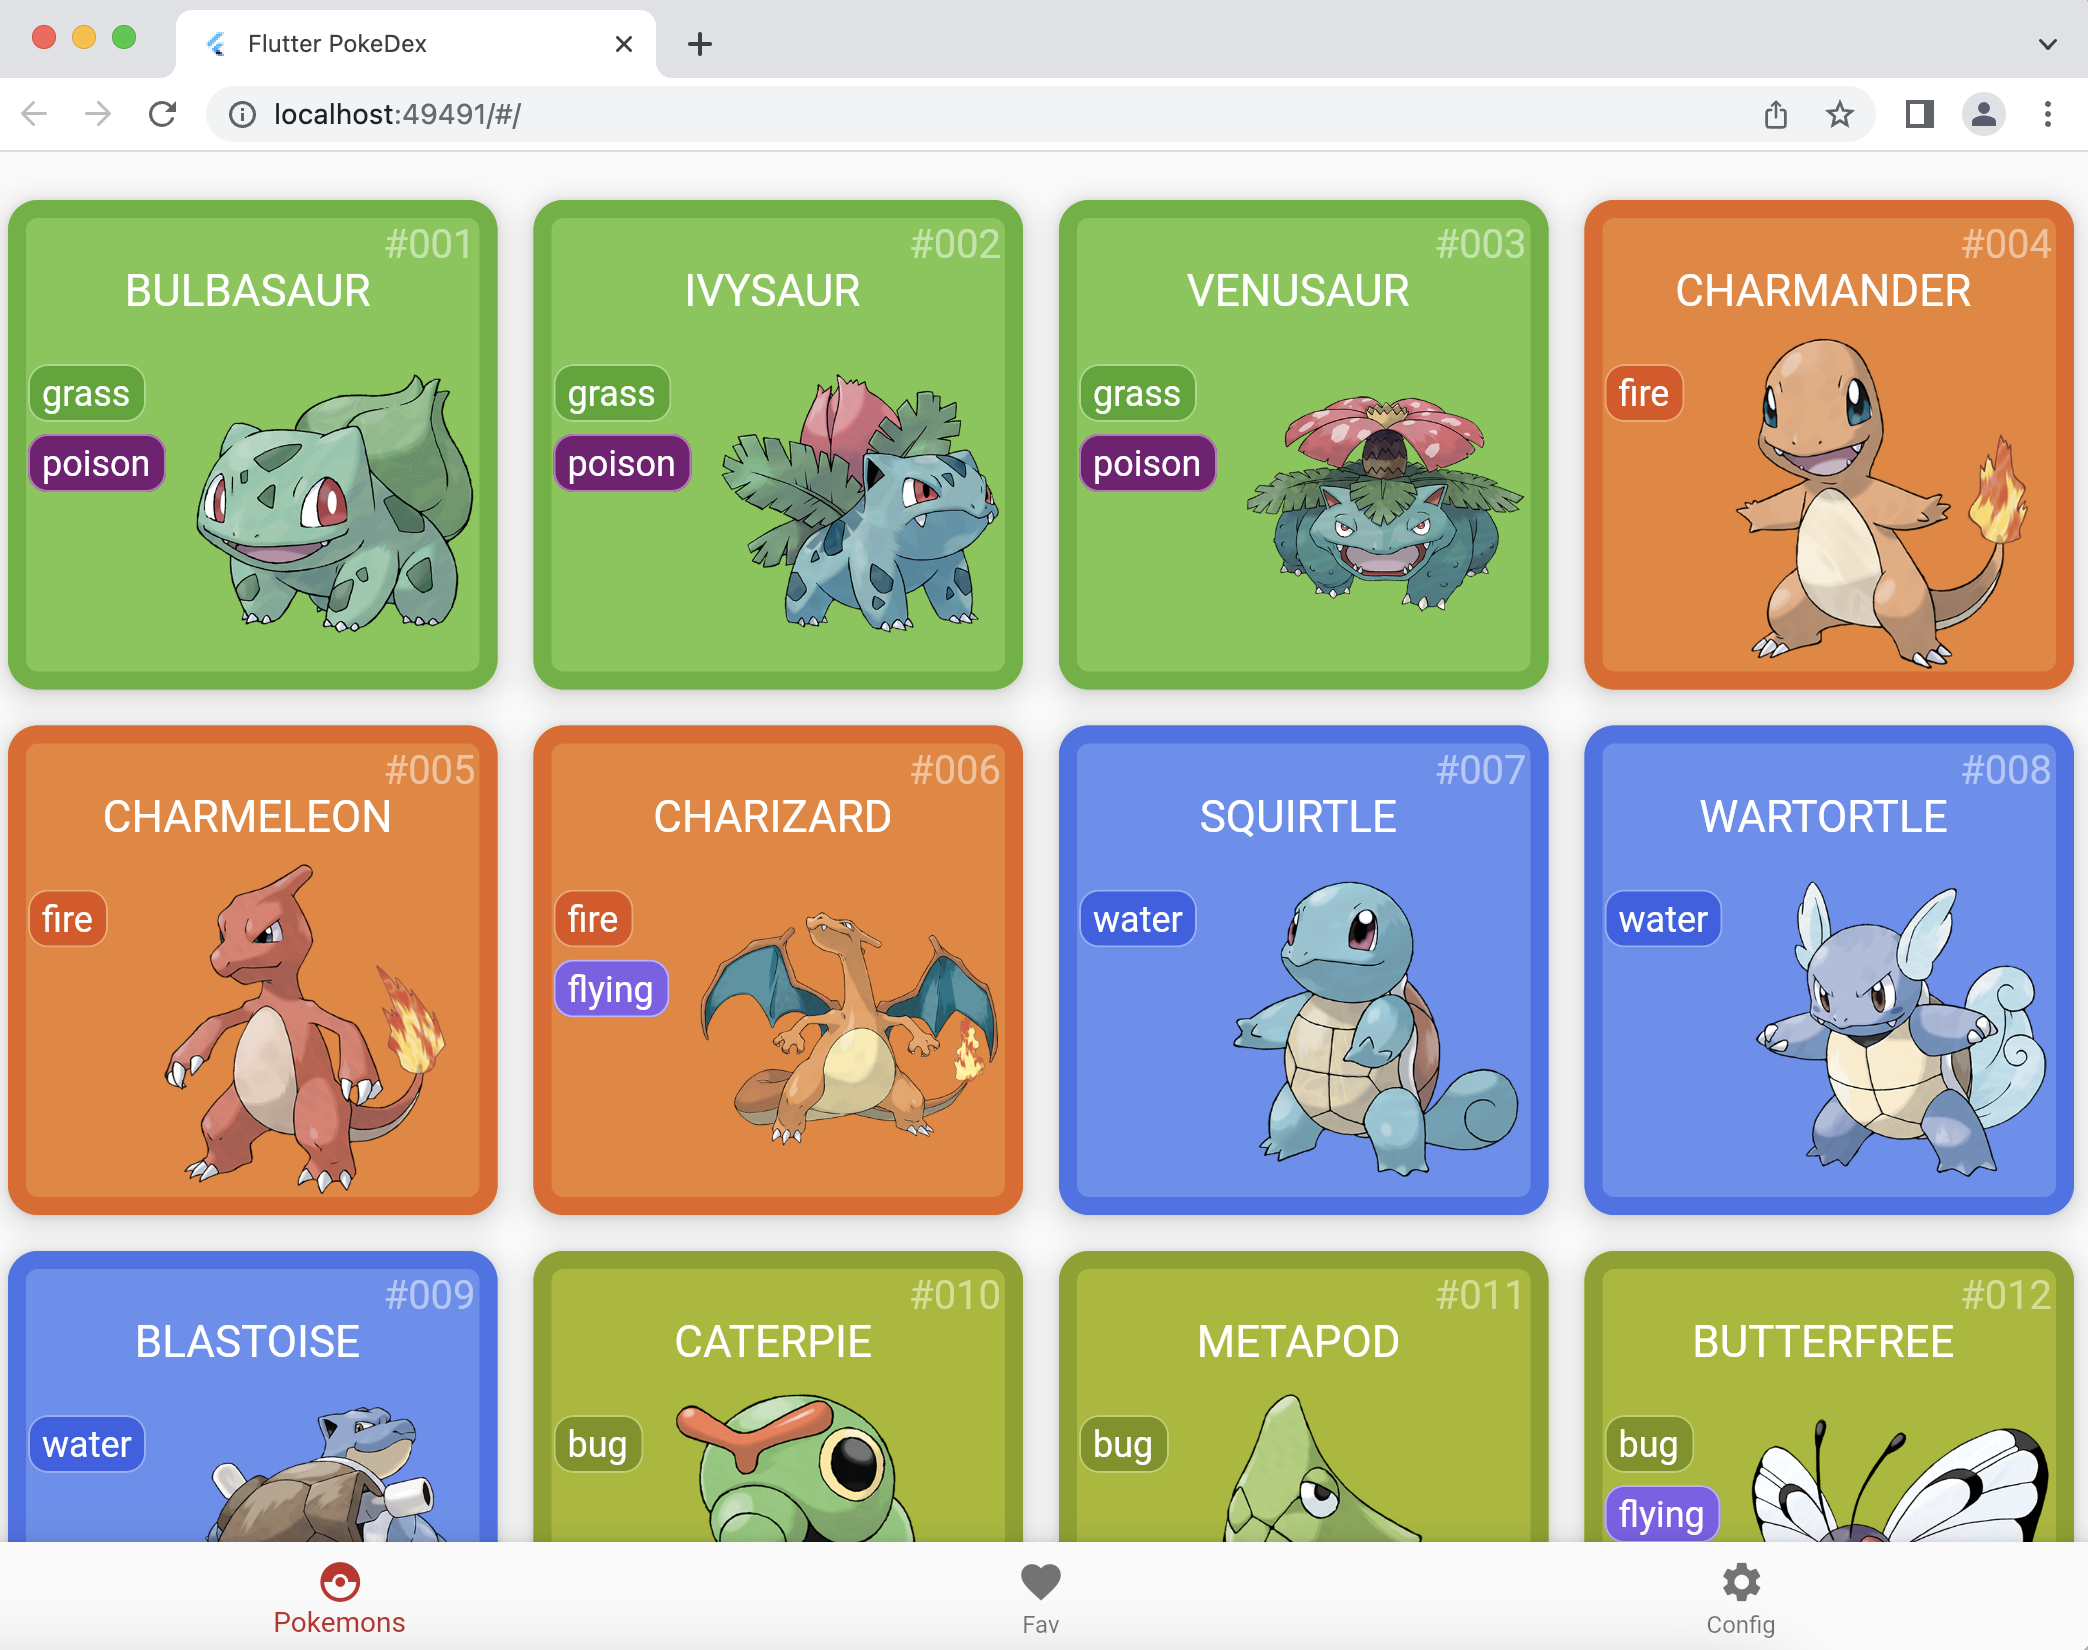 Flutter PokeDex
localhost:49491/#/
#001
BULBASAUR
grass
poison
#002
IVYSAUR
grass
poison
#003
VENUSAUR
grass
poison
#004
CHARMANDER
fire
#005
CHARMELEON
fire
#006
CHARIZARD
fire
flying
#007
SQUIRTLE
water
#008
WARTORTLE
water
#009
BLASTOISE
water
#010
CATERPIE
bug
#011
METAPOD
bug
#012
BUTTERFREE
bug
flying
Pokemons
Fav
Config